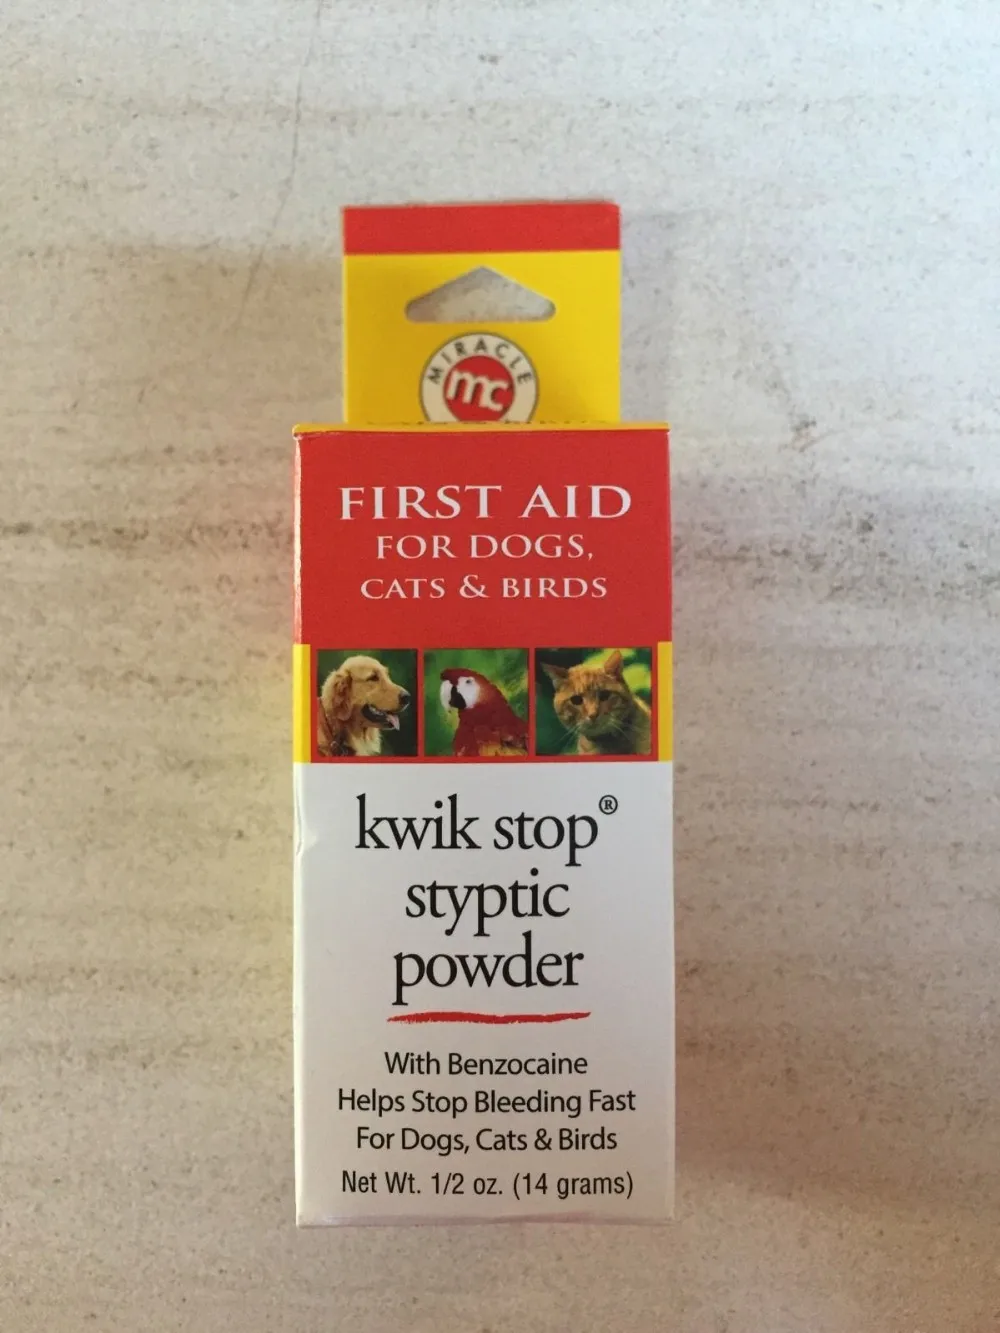 MIRACLE
mc
FIRST AID
FOR DOGS,
CATS & BIRDS
kwik stop®
styptic
powder
With Benzocaine
Helps Stop Bleeding Fast
For Dogs, Cats & Birds
Net Wt. 1/2 oz. (14 grams)